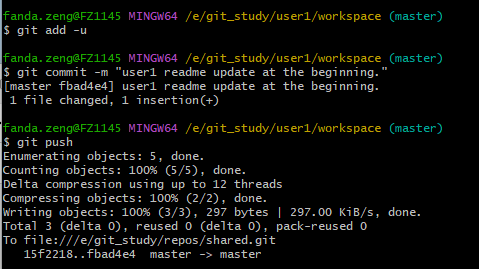 fanda.zeng@FZ1145 MINGW64 /e/git_study/user1/workspace (master)
$ git add -u
fanda.zeng@FZ1145 MINGW64 /e/git_study/user1/workspace (master)
$ git commit -m "user1 readme update at the beginning."
[master fbad4e4] user1 readme update at the beginning.
 1 file changed, 1 insertion(+)
fanda.zeng@FZ1145 MINGW64 /e/git_study/user1/workspace (master)
$ git push
Enumerating objects: 5, done.
Counting objects: 100% (5/5), done.
Delta compression using up to 12 threads
Compressing objects: 100% (2/2), done.
Writing objects: 100% (3/3), 297 bytes | 297.00 KiB/s, done.
Total 3 (delta 0), reused 0 (delta 0), pack-reused 0
To file:///e/git_study/repos/shared.git
   15f2218..fbad4e4  master -> master